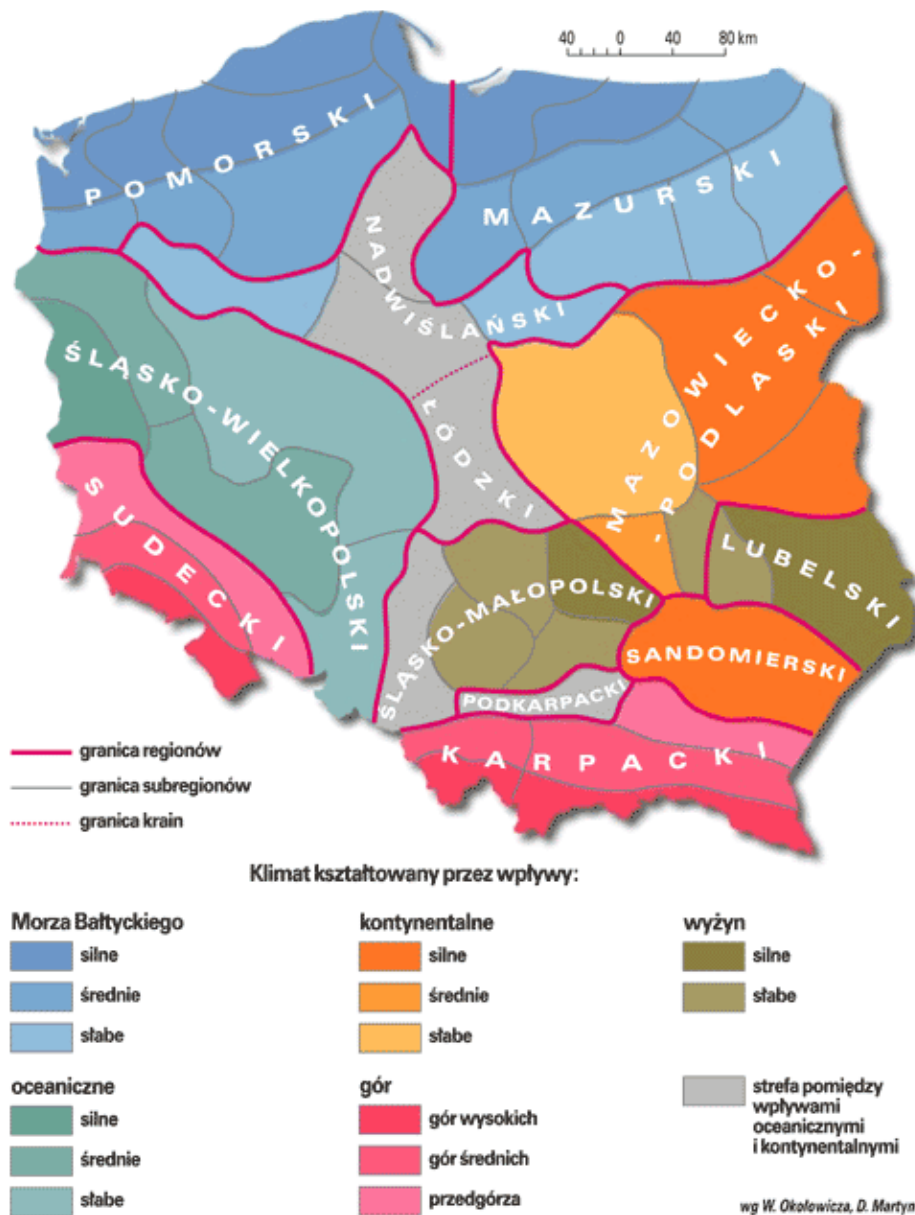 40 0 40 80 km
POMORSKI
MAZURSKI
NADWIŚLAŃSKI
MAZOWIECKO-
-PODLASKI
ŚLĄSKO-WIELKOPOLSKI
ŁÓDZKI
SUDECKI
LUBELSKI
ŚLĄSKO-MAŁOPOLSKI
SANDOMIERSKI
PODKARPACKI
KARPACKI
granica regionów
granica subregionów
granica krain
Klimat kształtowany przez wpływy:
Morza Bałtyckiego
silne
średnie
słabe
kontynentalne
silne
średnie
słabe
wyżyn
silne
słabe
oceaniczne
silne
średnie
słabe
gór
gór wysokich
gór średnich
przedgórza
strefa pomiędzy
wpływami
oceanicznymi
i kontynentalnymi
wg W. Okołowicza, D. Martyn